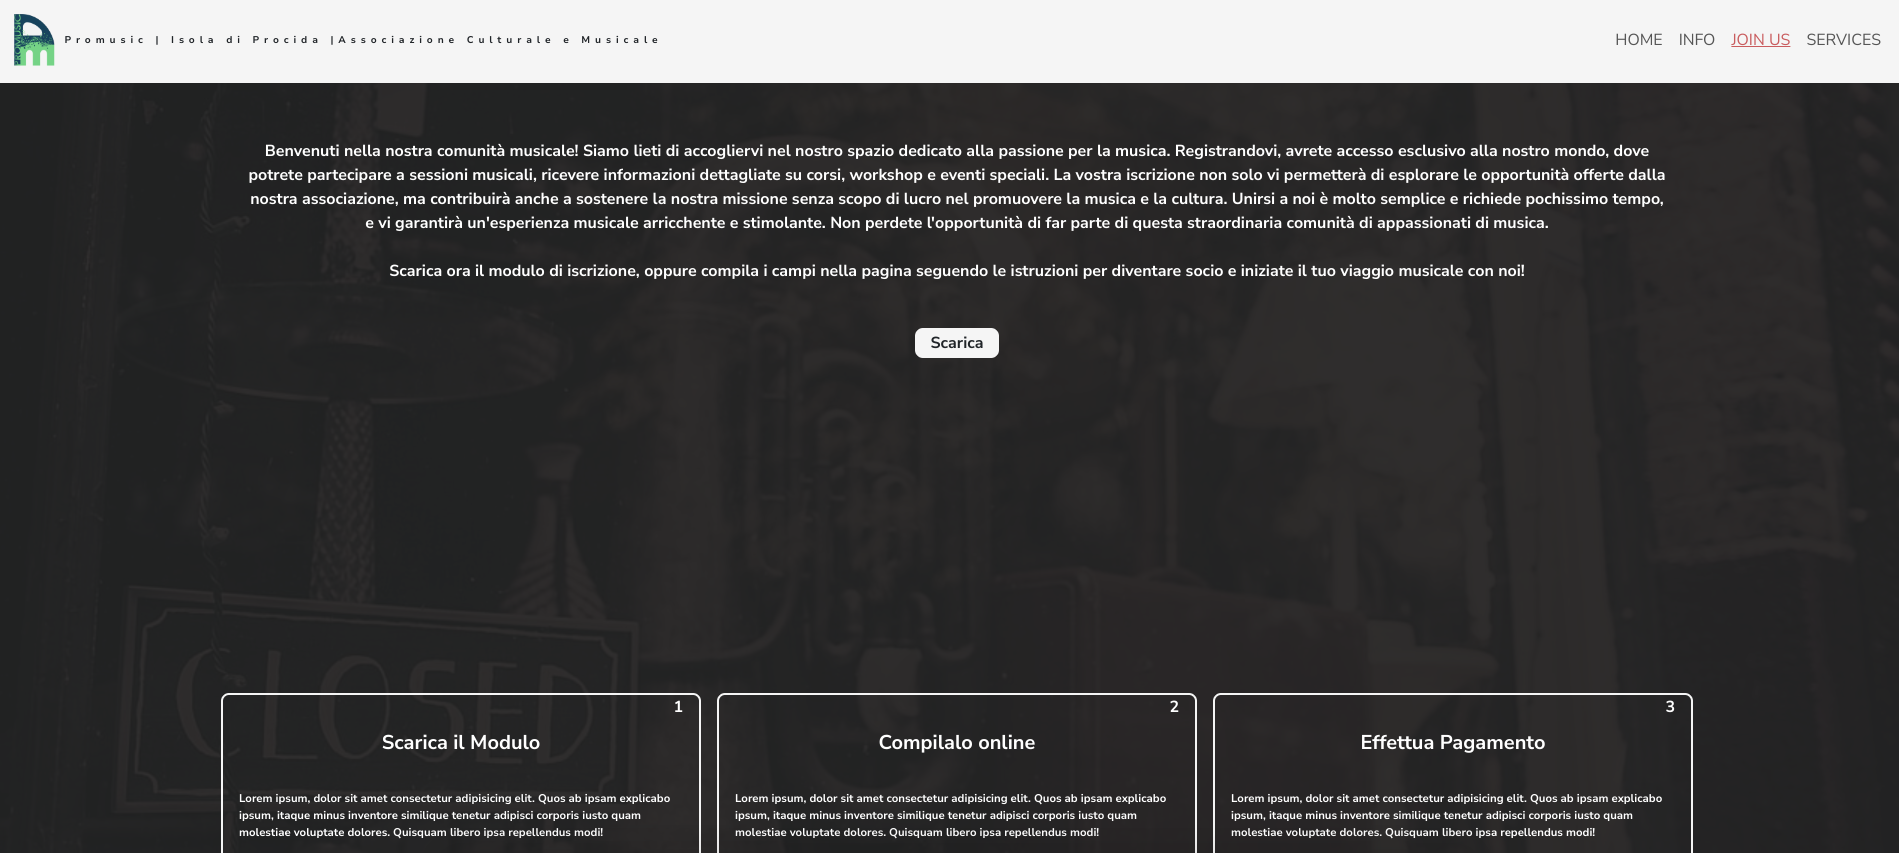 PROMUSIC
Promusic | Isola di Procida |Associazione Culturale e Musicale
HOME INFO JOIN US SERVICES
Benvenuti nella nostra comunità musicale! Siamo lieti di accogliervi nel nostro spazio dedicato alla passione per la musica. Registrandovi, avrete accesso esclusivo alla nostro mondo, dove
potrete partecipare a sessioni musicali, ricevere informazioni dettagliate su corsi, workshop e eventi speciali. La vostra iscrizione non solo vi permetterà di esplorare le opportunità offerte dalla
nostra associazione, ma contribuirà anche a sostenere la nostra missione senza scopo di lucro nel promuovere la musica e la cultura. Unirsi a noi è molto semplice e richiede pochissimo tempo,
e vi garantirà un'esperienza musicale arricchente e stimolante. Non perdete l'opportunità di far parte di questa straordinaria comunità di appassionati di musica.
Scarica ora il modulo di iscrizione, oppure compila i campi nella pagina seguendo le istruzioni per diventare socio e iniziate il tuo viaggio musicale con noi!
Scarica
CLOSED
1
Scarica il Modulo
Lorem ipsum, dolor sit amet consectetur adipisicing elit. Quos ab ipsam explicabo
ipsum, itaque minus inventore similique tenetur adipisci corporis iusto quam
molestiae voluptate dolores. Quisquam libero ipsa repellendus modi!
2
Compilalo online
Lorem ipsum, dolor sit amet consectetur adipisicing elit. Quos ab ipsam explicabo
ipsum, itaque minus inventore similique tenetur adipisci corporis iusto quam
molestiae voluptate dolores. Quisquam libero ipsa repellendus modi!
3
Effettua Pagamento
Lorem ipsum, dolor sit amet consectetur adipisicing elit. Quos ab ipsam explicabo
ipsum, itaque minus inventore similique tenetur adipisci corporis iusto quam
molestiae voluptate dolores. Quisquam libero ipsa repellendus modi!